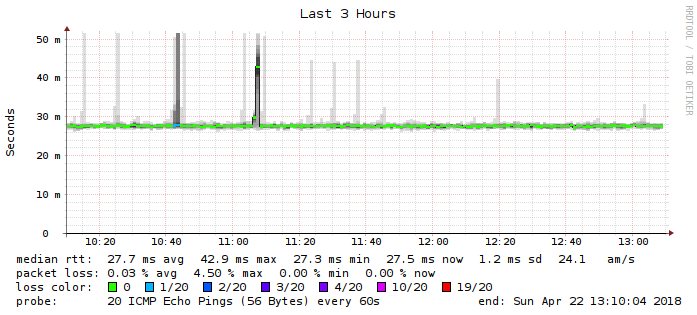 Last 3 Hours
RRDTOOL / TOBI OETIKER
Seconds
50 m
40 m
30 m
20 m
10 m
0
10:20 10:40 11:00 11:20 11:40 12:00 12:20 12:40 13:00
median rtt: 27.7 ms avg 42.9 ms max 27.3 ms min 27.5 ms now 1.2 ms sd 24.1 am/s
packet loss: 0.03 % avg 4.50 % max 0.00 % min 0.00 % now
loss color: 0 1/20 2/20 3/20 4/20 10/20 19/20
probe: 20 ICMP Echo Pings (56 Bytes) every 60s end: Sun Apr 22 13:10:04 2018